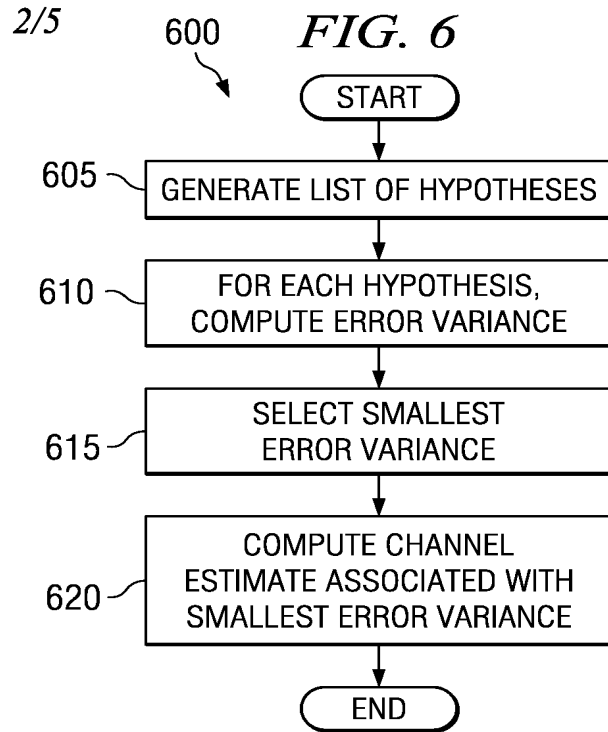 2/5
FIG. 6
600
START
605
GENERATE LIST OF HYPOTHESES
610
FOR EACH HYPOTHESIS,
COMPUTE ERROR VARIANCE
615
SELECT SMALLEST
ERROR VARIANCE
620
COMPUTE CHANNEL
ESTIMATE ASSOCIATED WITH
SMALLEST ERROR VARIANCE
END